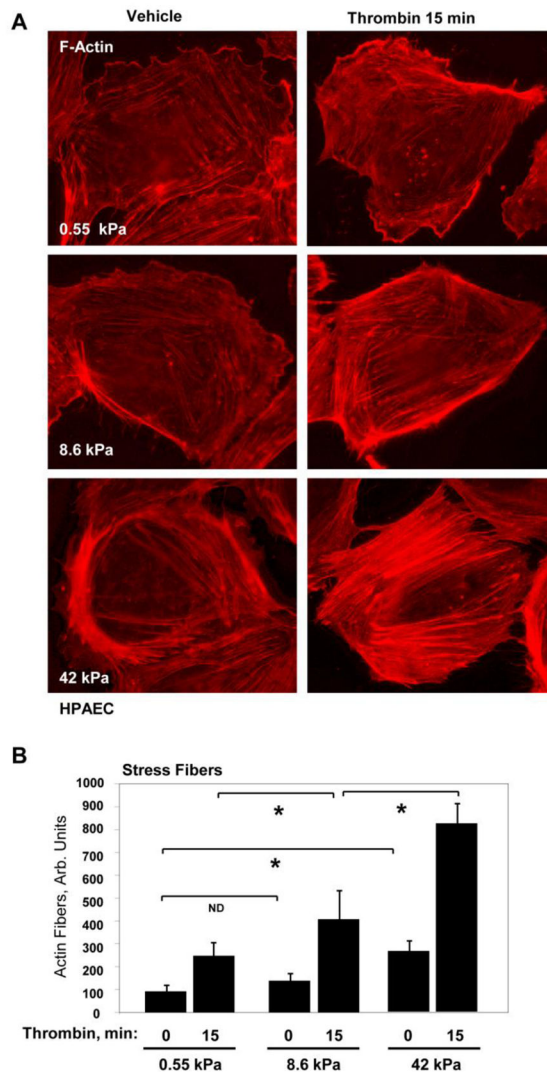 A
Vehicle Thrombin 15 min
F-Actin
0.55 kPa
8.6 kPa
42 kPa
HPAEC
B
Stress Fibers
1000
900
800
700
600
500
400
300
200
100
0
Actin Fibers, Arb. Units
*
*
*
ND
Thrombin, min: 0 15 0 15 0 15
0.55 kPa 8.6 kPa 42 kPa